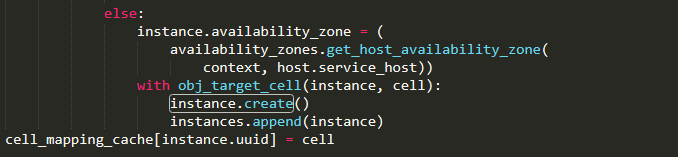 else:
instance.availability_zone = (
availability_zones.get_host_availability_zone(
context, host.service_host))
with obj_target_cell(instance, cell):
instance.create()
instances.append(instance)
cell_mapping_cache[instance.uuid] = cell